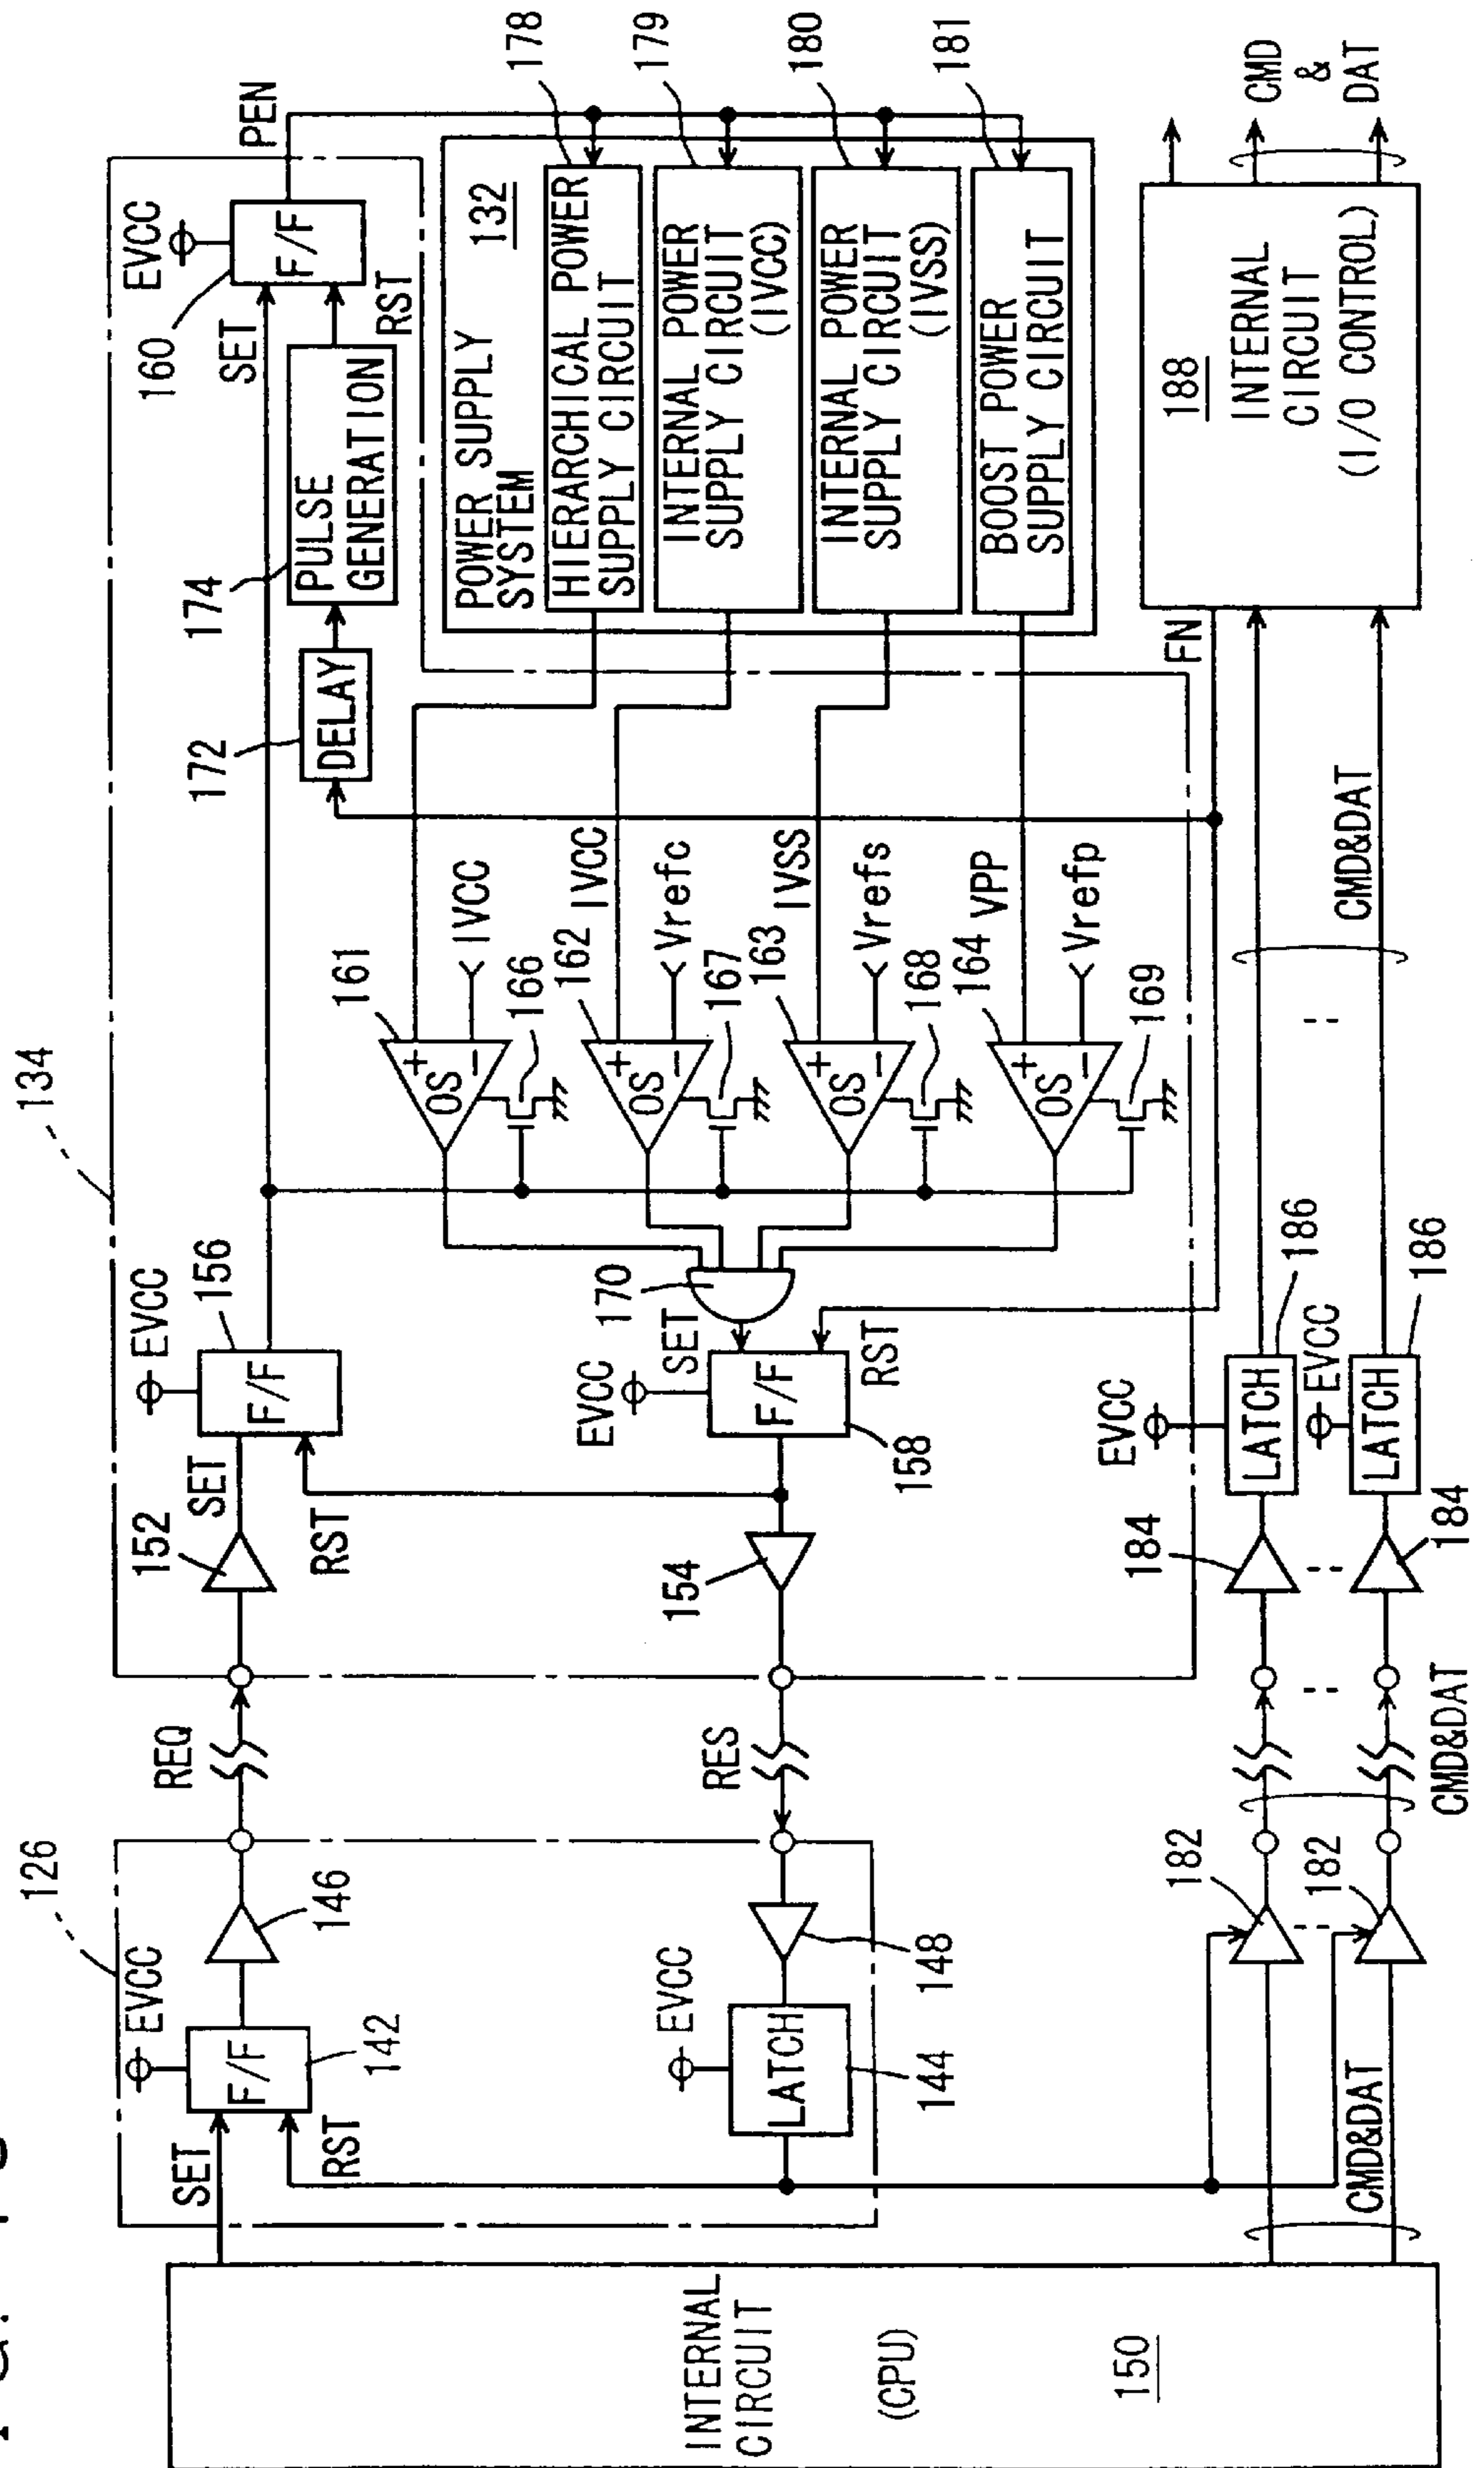 134
126
EVCC
F/F
142
SET
RST
146
REQ
EVCC
LATCH
144
148
RES
152
SET
RST
EVCC
156
F/F
154
EVCC
SET
F/F
RST
158
170
161
OS
+
-
IVCC
166
162
OS
+
-
IVCC
Vrefc
167
163
OS
+
-
IVSS
Vrefs
168
164
OS
+
-
VPP
Vrefp
169
172
DELAY
174
PULSE
GENERATION
160
EVCC
SET
F/F
RST
PEN
POWER SUPPLY
SYSTEM
132
HIERARCHICAL POWER
SUPPLY CIRCUIT
178
INTERNAL POWER
SUPPLY CIRCUIT
(IVCC)
179
INTERNAL POWER
SUPPLY CIRCUIT
(IVSS)
180
BOOST POWER
SUPPLY CIRCUIT
181
INTERNAL
CIRCUIT
(CPU)
150
CMD&DAT
182
182
CMD&DAT
184
184
EVCC
LATCH
186
EVCC
LATCH
186
CMD&DAT
FN
188
INTERNAL
CIRCUIT
(I/O CONTROL)
CMD
&
DAT